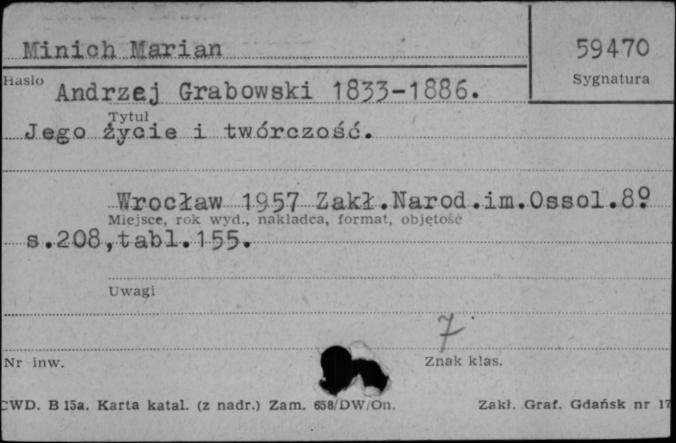 Minich Marian
59470
Hasło
Sygnatura
Andrzej Grabowski 1833-1886.
Tytuł
Jego życie i twórczość.
Wrocław 1957 Zakł.Narod.im.Ossol.8º
Miejsce, rok wyd., nakładca, format, objętość
s.208,tabl.155.
Uwagi
7
Nr inw.
Znak klas.
CWD. B 15a. Karta katal. (z nadr.) Zam. 658/DW/On.
Zakł. Graf. Gdańsk nr 17